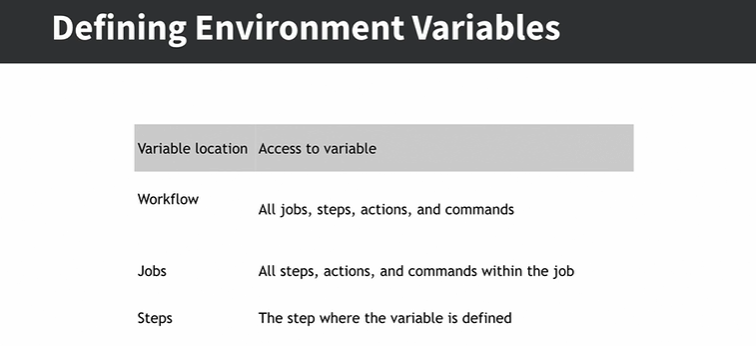 Defining Environment Variables
Variable location Access to variable
Workflow All jobs, steps, actions, and commands
Jobs All steps, actions, and commands within the job
Steps The step where the variable is defined